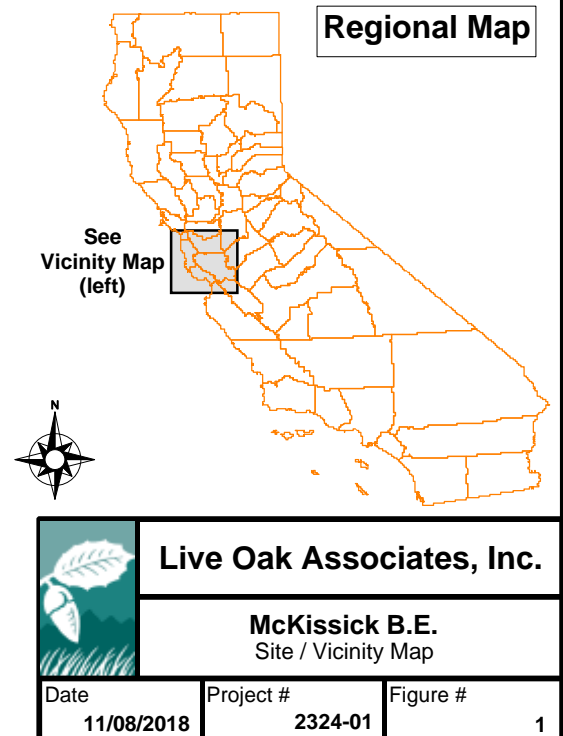 Regional Map
See
Vicinity Map
(left)
N
Live Oak Associates, Inc.
McKissick B.E.
Site / Vicinity Map
Date
11/08/2018
Project #
2324-01
Figure #
1